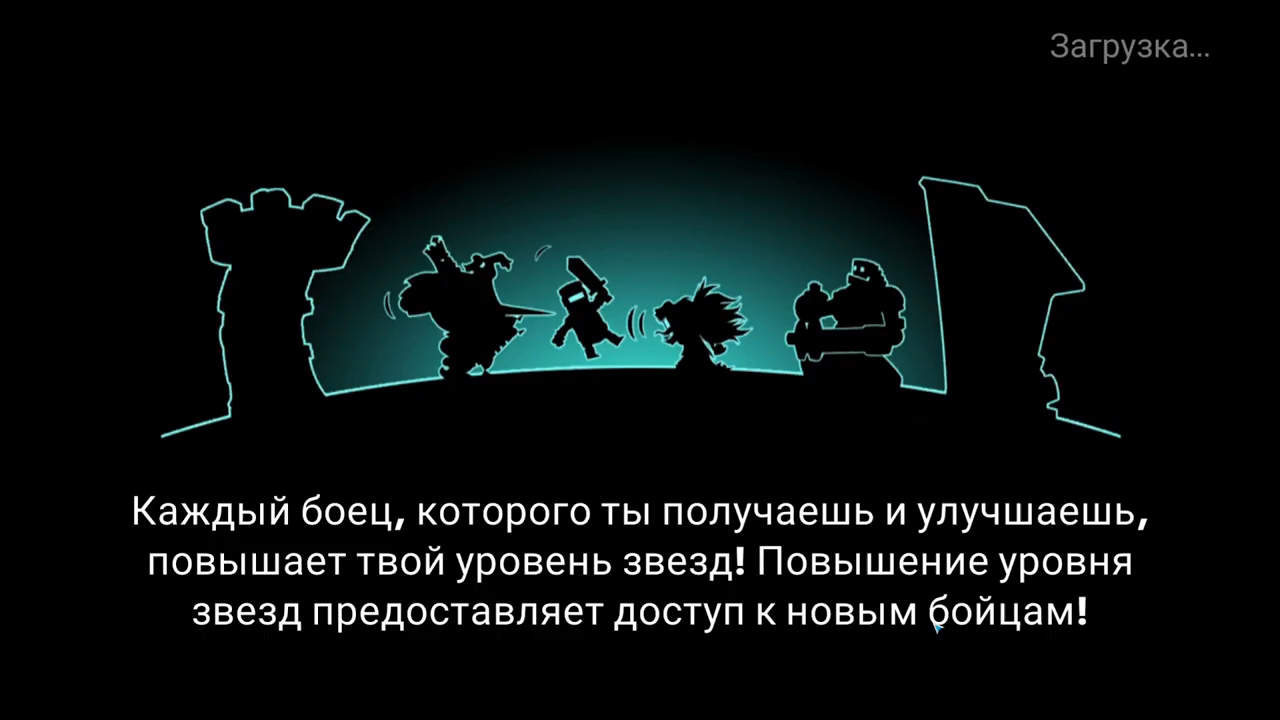 Загрузка...
Каждый боец, которого ты получаешь и улучшаешь,
повышает твой уровень звезд! Повышение уровня
звезд предоставляет доступ к новым бойцам!